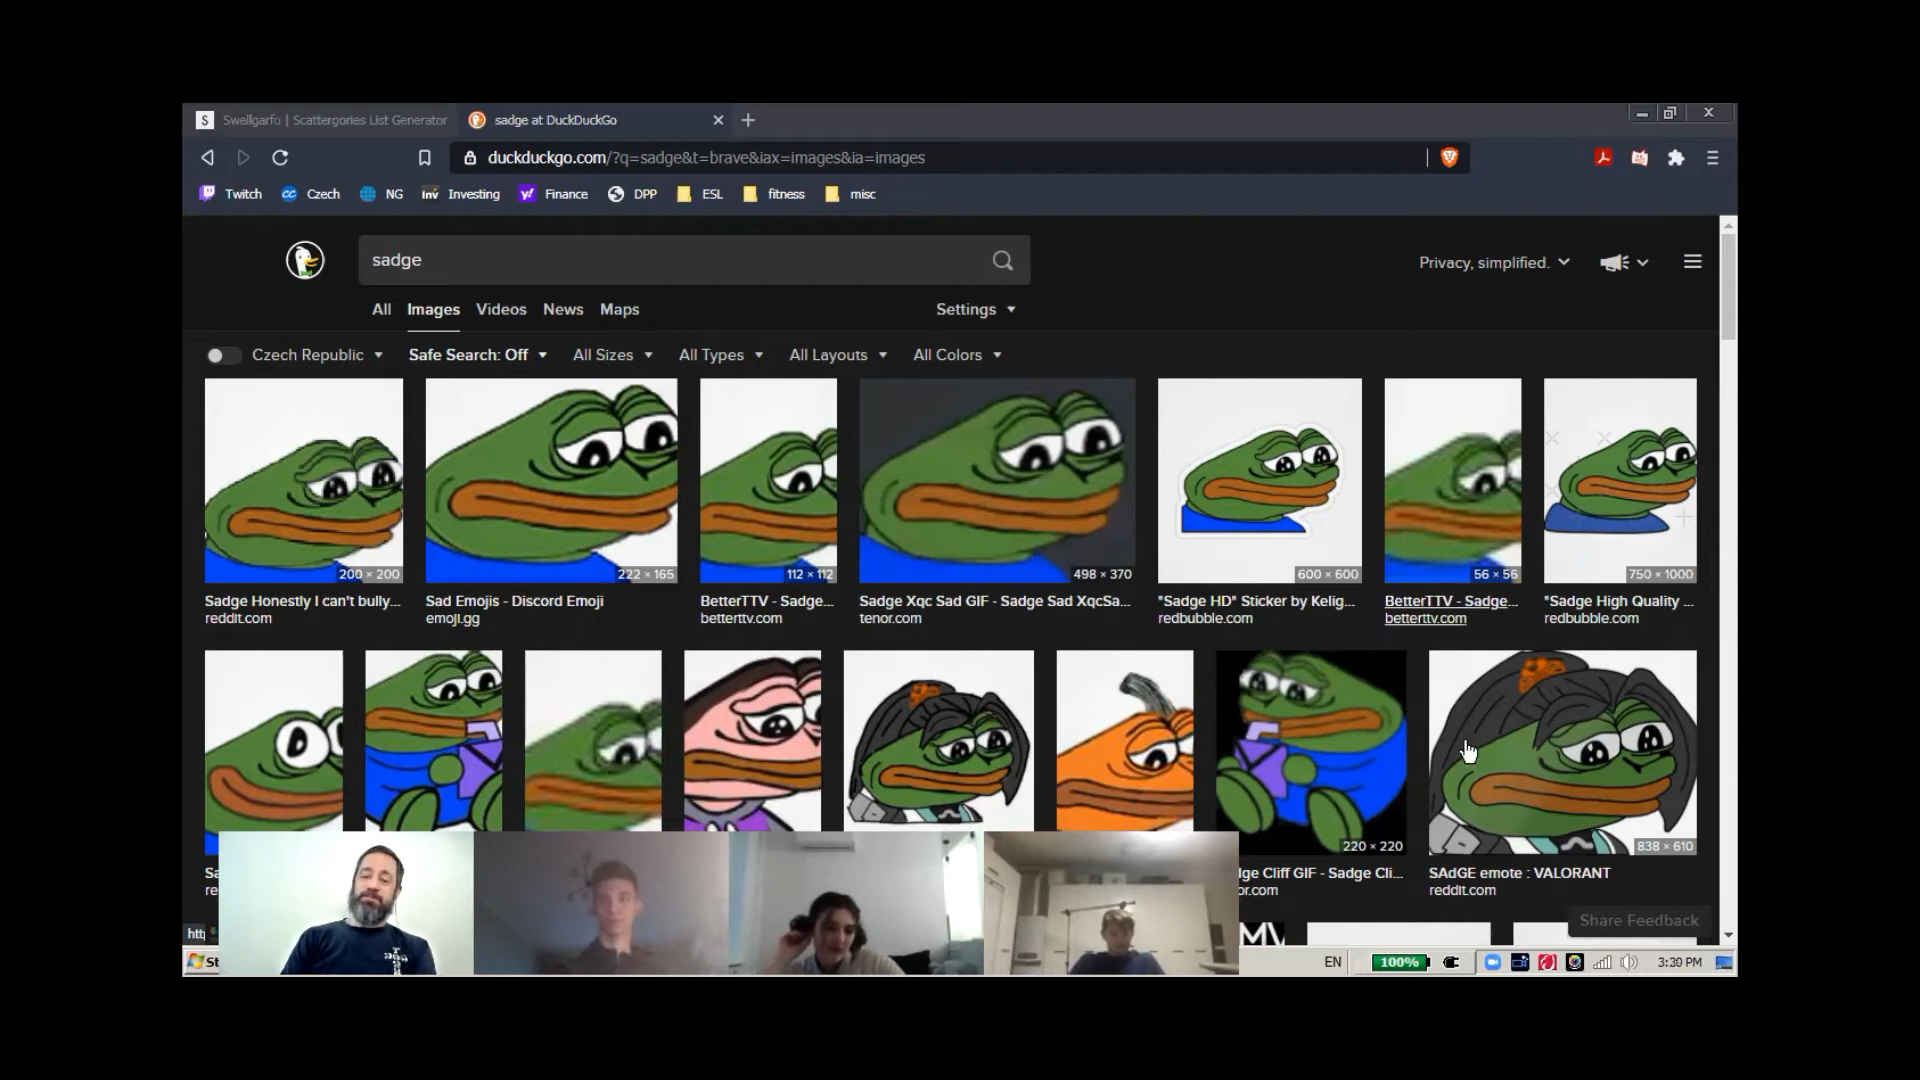 S Swellgarfo | Scattergories List Generator
sadge at DuckDuckGo
duckduckgo.com/?q=sadge&t=brave&iax=images&ia=images
Twitch Czech NG Investing Finance DPP ESL fitness misc
sadge
Privacy, simplified.
All Images Videos News Maps Settings
Czech Republic Safe Search: Off All Sizes All Types All Layouts All Colors
200 × 200 222 × 165 112 × 112 498 × 370 600 × 600 56 × 56 750 × 1000
Sadge Honestly I can't bully... Sad Emojis - Discord Emoji BetterTTV - Sadge... Sadge Xqc Sad GIF - Sadge Sad XqcSa... "Sadge HD" Sticker by Kelig... BetterTTV - Sadge... "Sadge High Quality ...
reddit.com emoji.gg betterttv.com tenor.com redbubble.com betterttv.com redbubble.com
220 × 220 838 × 610
Cliff GIF - Sadge Cli... SAdGE emote : VALORANT
reddit.com
Share Feedback
EN 100% 3:30 PM